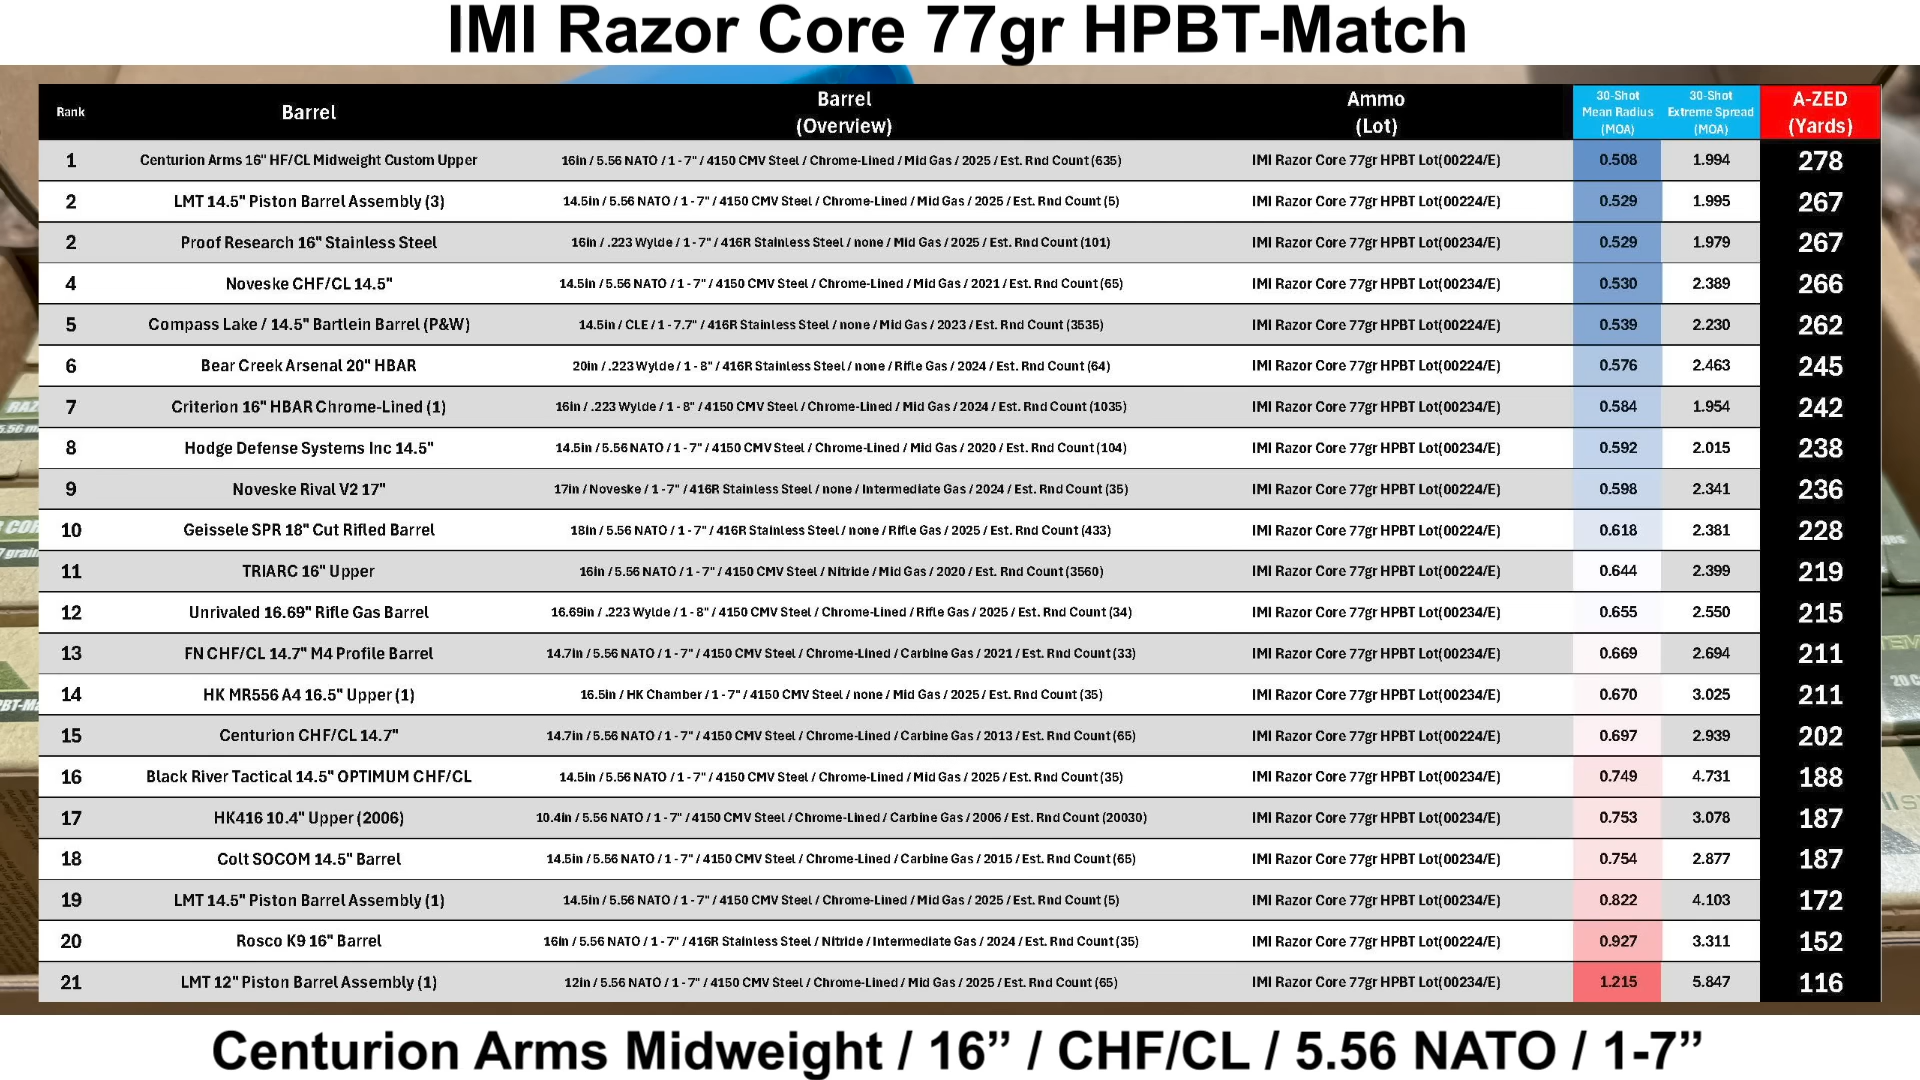 IMI Razor Core 77gr HPBT-Match
Rank Barrel Barrel (Overview) Ammo (Lot) 30-Shot Mean Radius (MOA) 30-Shot Extreme Spread (MOA) A-ZED (Yards)
1 Centurion Arms 16" HF/CL Midweight Custom Upper 16in / 5.56 NATO / 1 - 7" / 4150 CMV Steel / Chrome-Lined / Mid Gas / 2025 / Est. Rnd Count (635) IMI Razor Core 77gr HPBT Lot(00224/E) 0.508 1.994 278
2 LMT 14.5" Piston Barrel Assembly (3) 14.5in / 5.56 NATO / 1 - 7" / 4150 CMV Steel / Chrome-Lined / Mid Gas / 2025 / Est. Rnd Count (5) IMI Razor Core 77gr HPBT Lot(00224/E) 0.529 1.995 267
2 Proof Research 16" Stainless Steel 16in / .223 Wylde / 1 - 7" / 416R Stainless Steel / none / Mid Gas / 2025 / Est. Rnd Count (101) IMI Razor Core 77gr HPBT Lot(00234/E) 0.529 1.979 267
4 Noveske CHF/CL 14.5" 14.5in / 5.56 NATO / 1 - 7" / 4150 CMV Steel / Chrome-Lined / Mid Gas / 2021 / Est. Rnd Count (65) IMI Razor Core 77gr HPBT Lot(00234/E) 0.530 2.389 266
5 Compass Lake / 14.5" Bartlein Barrel (P&W) 14.5in / CLE / 1 - 7.7" / 416R Stainless Steel / none / Mid Gas / 2023 / Est. Rnd Count (3535) IMI Razor Core 77gr HPBT Lot(00224/E) 0.539 2.230 262
6 Bear Creek Arsenal 20" HBAR 20in / .223 Wylde / 1 - 8" / 416R Stainless Steel / none / Rifle Gas / 2024 / Est. Rnd Count (64) IMI Razor Core 77gr HPBT Lot(00224/E) 0.576 2.463 245
7 Criterion 16" HBAR Chrome-Lined (1) 16in / .223 Wylde / 1 - 8" / 4150 CMV Steel / Chrome-Lined / Mid Gas / 2024 / Est. Rnd Count (1035) IMI Razor Core 77gr HPBT Lot(00234/E) 0.584 1.954 242
8 Hodge Defense Systems Inc 14.5" 14.5in / 5.56 NATO / 1 - 7" / 4150 CMV Steel / Chrome-Lined / Mid Gas / 2020 / Est. Rnd Count (104) IMI Razor Core 77gr HPBT Lot(00234/E) 0.592 2.015 238
9 Noveske Rival V2 17" 17in / Noveske / 1 - 7" / 416R Stainless Steel / none / Intermediate Gas / 2024 / Est. Rnd Count (35) IMI Razor Core 77gr HPBT Lot(00224/E) 0.598 2.341 236
10 Geissele SPR 18" Cut Rifled Barrel 18in / 5.56 NATO / 1 - 7" / 416R Stainless Steel / none / Rifle Gas / 2025 / Est. Rnd Count (433) IMI Razor Core 77gr HPBT Lot(00224/E) 0.618 2.381 228
11 TRIARC 16" Upper 16in / 5.56 NATO / 1 - 7" / 4150 CMV Steel / Nitride / Mid Gas / 2020 / Est. Rnd Count (3560) IMI Razor Core 77gr HPBT Lot(00224/E) 0.644 2.399 219
12 Unrivaled 16.69" Rifle Gas Barrel 16.69in / .223 Wylde / 1 - 8" / 4150 CMV Steel / Chrome-Lined / Rifle Gas / 2025 / Est. Rnd Count (34) IMI Razor Core 77gr HPBT Lot(00234/E) 0.655 2.550 215
13 FN CHF/CL 14.7" M4 Profile Barrel 14.7in / 5.56 NATO / 1 - 7" / 4150 CMV Steel / Chrome-Lined / Carbine Gas / 2021 / Est. Rnd Count (33) IMI Razor Core 77gr HPBT Lot(00234/E) 0.669 2.694 211
14 HK MR556 A4 16.5" Upper (1) 16.5in / HK Chamber / 1 - 7" / 4150 CMV Steel / none / Mid Gas / 2025 / Est. Rnd Count (35) IMI Razor Core 77gr HPBT Lot(00234/E) 0.670 3.025 211
15 Centurion CHF/CL 14.7" 14.7in / 5.56 NATO / 1 - 7" / 4150 CMV Steel / Chrome-Lined / Carbine Gas / 2013 / Est. Rnd Count (65) IMI Razor Core 77gr HPBT Lot(00224/E) 0.697 2.939 202
16 Black River Tactical 14.5" OPTIMUM CHF/CL 14.5in / 5.56 NATO / 1 - 7" / 4150 CMV Steel / Chrome-Lined / Mid Gas / 2025 / Est. Rnd Count (35) IMI Razor Core 77gr HPBT Lot(00234/E) 0.749 4.731 188
17 HK416 10.4" Upper (2006) 10.4in / 5.56 NATO / 1 - 7" / 4150 CMV Steel / Chrome-Lined / Carbine Gas / 2006 / Est. Rnd Count (20030) IMI Razor Core 77gr HPBT Lot(00234/E) 0.753 3.078 187
18 Colt SOCOM 14.5" Barrel 14.5in / 5.56 NATO / 1 - 7" / 4150 CMV Steel / Chrome-Lined / Carbine Gas / 2015 / Est. Rnd Count (65) IMI Razor Core 77gr HPBT Lot(00234/E) 0.754 2.877 187
19 LMT 14.5" Piston Barrel Assembly (1) 14.5in / 5.56 NATO / 1 - 7" / 4150 CMV Steel / Chrome-Lined / Mid Gas / 2025 / Est. Rnd Count (5) IMI Razor Core 77gr HPBT Lot(00234/E) 0.822 4.103 172
20 Rosco K9 16" Barrel 16in / 5.56 NATO / 1 - 7" / 416R Stainless Steel / Nitride / Intermediate Gas / 2024 / Est. Rnd Count (35) IMI Razor Core 77gr HPBT Lot(00224/E) 0.927 3.311 152
21 LMT 12" Piston Barrel Assembly (1) 12in / 5.56 NATO / 1 - 7" / 4150 CMV Steel / Chrome-Lined / Mid Gas / 2025 / Est. Rnd Count (65) IMI Razor Core 77gr HPBT Lot(00234/E) 1.215 5.847 116
Centurion Arms Midweight / 16” / CHF/CL / 5.56 NATO / 1-7”